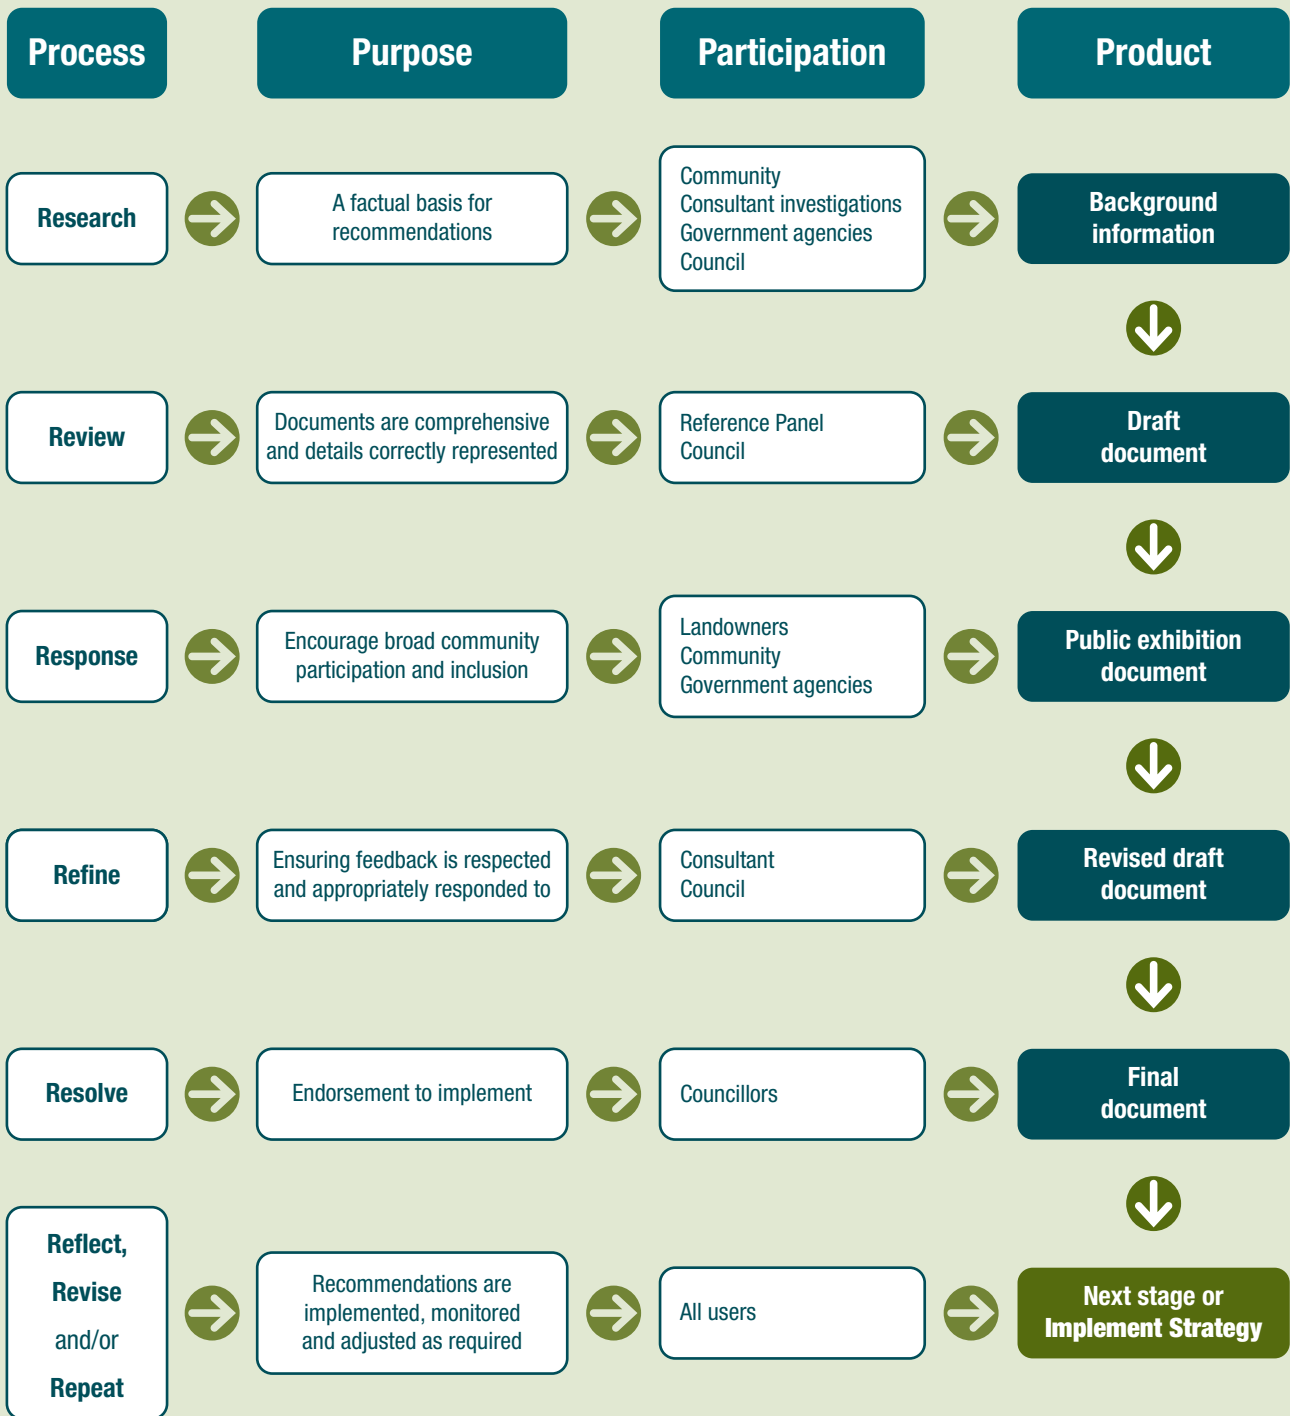 Process
Purpose
Participation
Product
Research
A factual basis for
recommendations
Community
Consultant investigations
Government agencies
Council
Background
information
Review
Documents are comprehensive
and details correctly represented
Reference Panel
Council
Draft
document
Response
Encourage broad community
participation and inclusion
Landowners
Community
Government agencies
Public exhibition
document
Refine
Ensuring feedback is respected
and appropriately responded to
Consultant
Council
Revised draft
document
Resolve
Endorsement to implement
Councillors
Final
document
Reflect,
Revise
and/or
Repeat
Recommendations are
implemented, monitored
and adjusted as required
All users
Next stage or
Implement Strategy